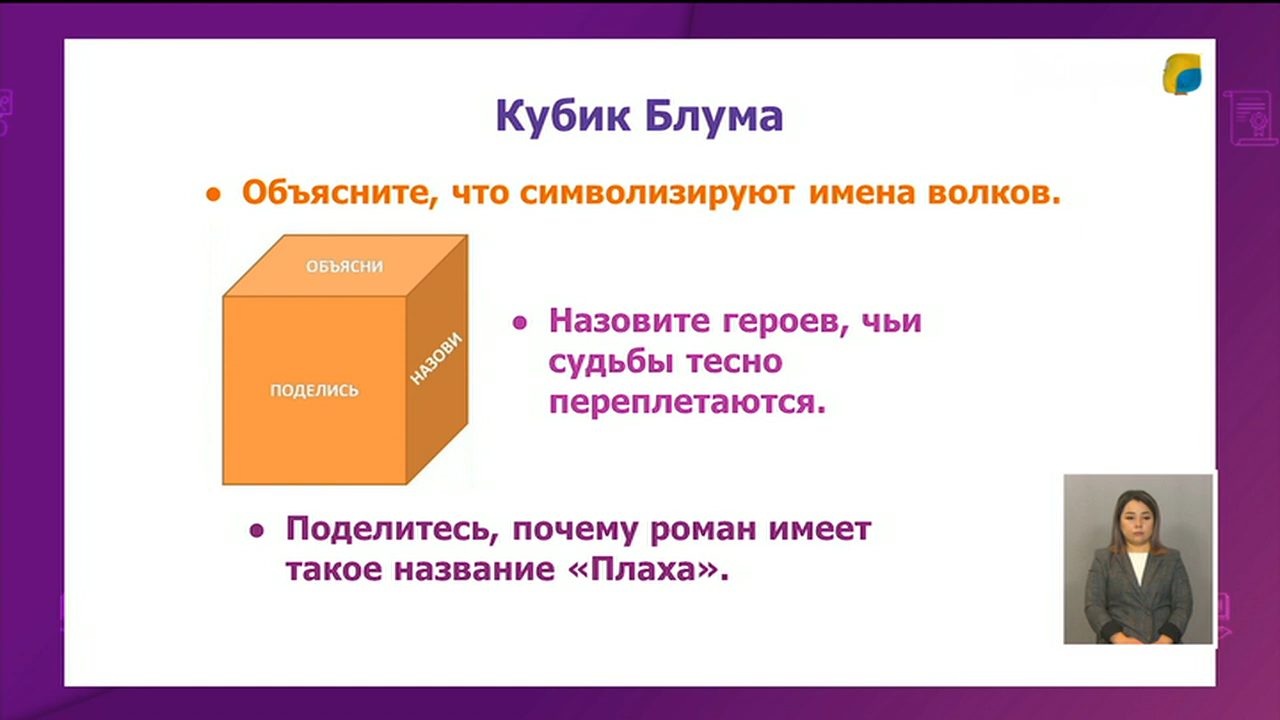 Кубик Блума
● Объясните, что символизируют имена волков.
ОБЪЯСНИ
ПОДЕЛИСЬ
НАЗОВИ
● Назовите героев, чьи
судьбы тесно
переплетаются.
● Поделитесь, почему роман имеет
такое название «Плаха».